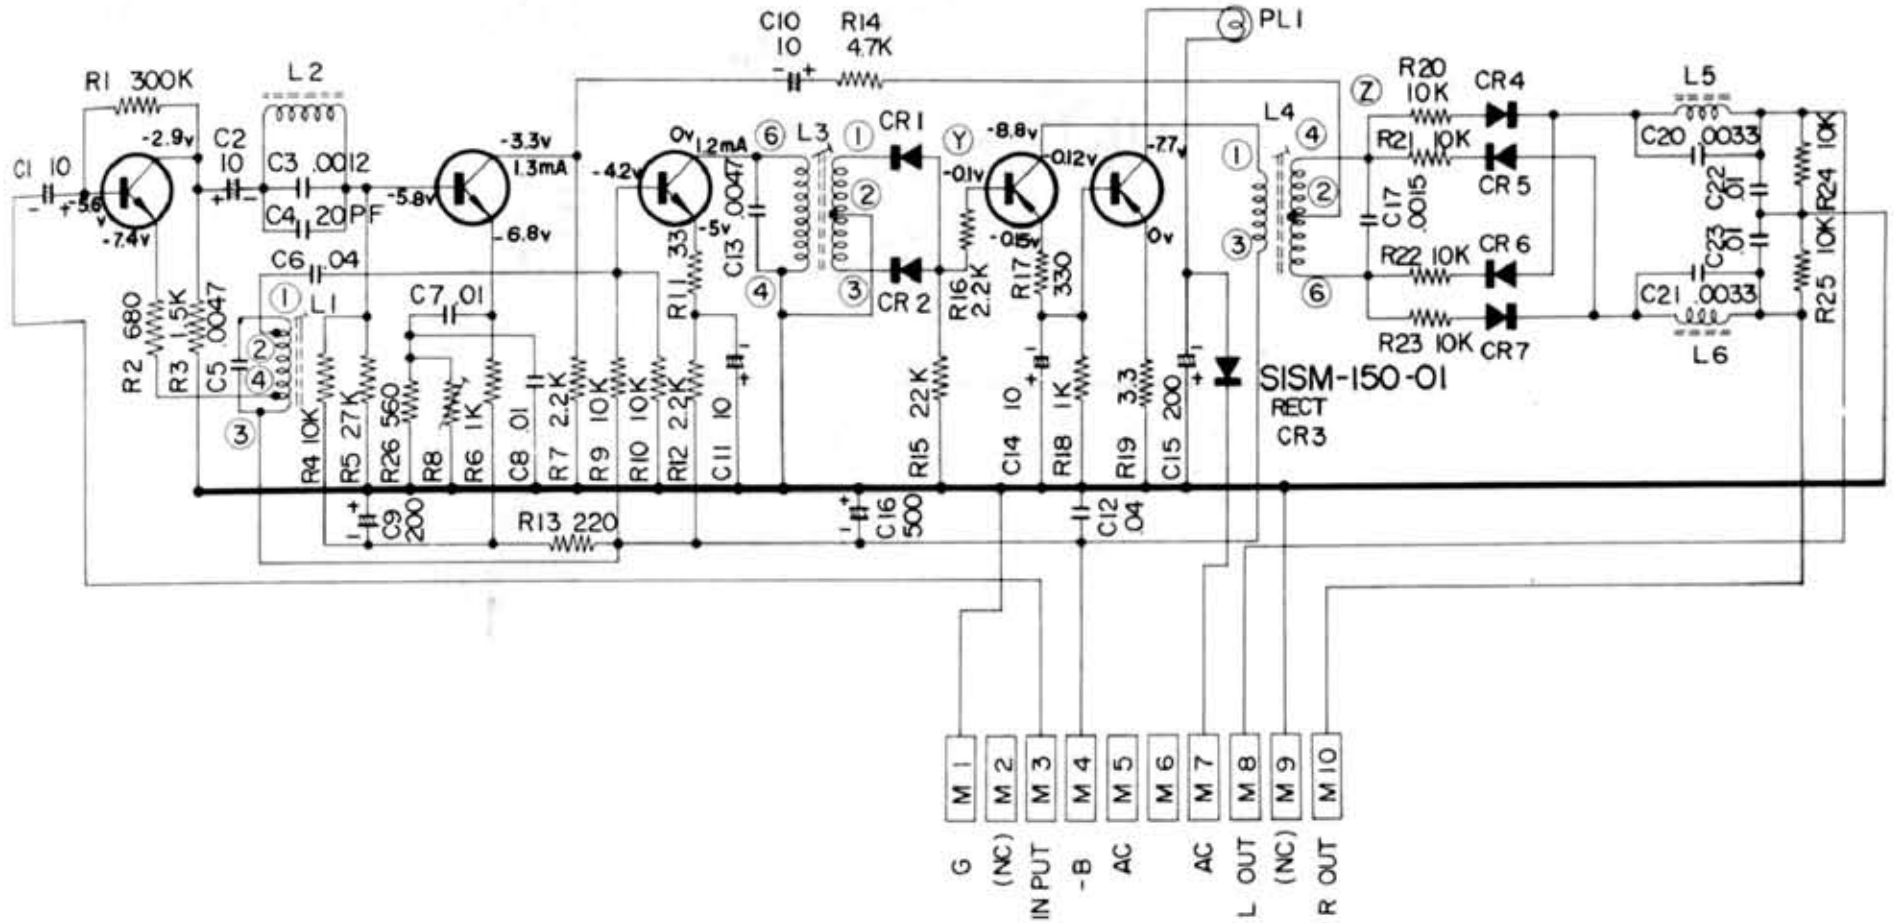 C10 R14
10 4.7K
PL1
R1 300K
L2
C1 10
C2
10
C3 .0012
C4 20PF
C6 .04
-2.9v
-5.6
v
-7.4v
-3.3v
1.3mA
-5.8v
-6.8v
C7 .01
0v
1.2mA
-4.2v
-5v
⑥ L3 ① CR1
②
④ ③ CR2
C13 .0047
R11 33
Y
-8.8v
-0.1v
-0.12v
-0.15v
-7.7v
0v
R16 2.2K
R17 330
L4
①
③
④
②
⑥
Z
C17 .0015
R20
10K
CR4
R21 10K
CR5
R22 10K
CR6
R23 10K
CR7
L5
C20 .0033
C21 .0033
L6
C22 .01
C23 .01
R24 10K
R25 10K
R2 680
R3 1.5K
C5 .0047
① L1
②
④
③
R4 10K
R5 27K
R26 560
R8
R6 1K
C8 .01
R7 2.2K
R9 10K
R10 10K
R12 2.2K
C11 10
R15 22K
C14 10
R18 1K
R19 3.3
C15 200
SISM-150-01
RECT
CR3
C9 200
R13 220
C16 500
C12 .04
M1
M2
M3
M4
M5
M6
M7
M8
M9
M10
G
(NC)
INPUT
-B
AC
AC
L OUT
(NC)
R OUT